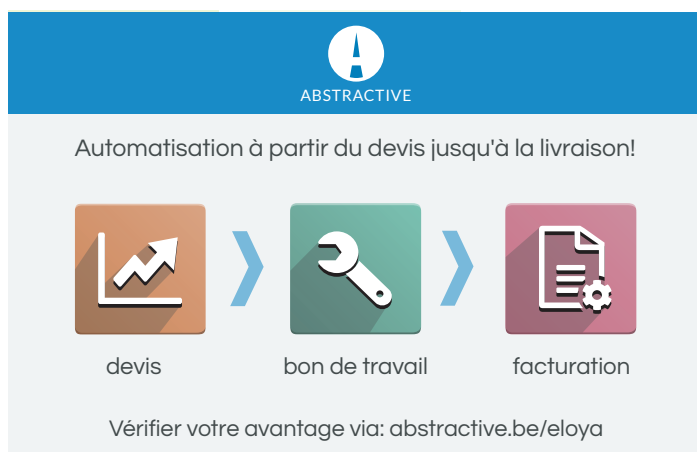 ABSTRACTIVE
Automatisation à partir du devis jusqu'à la livraison!
devis
bon de travail
facturation
Vérifier votre avantage via: abstractive.be/eloya